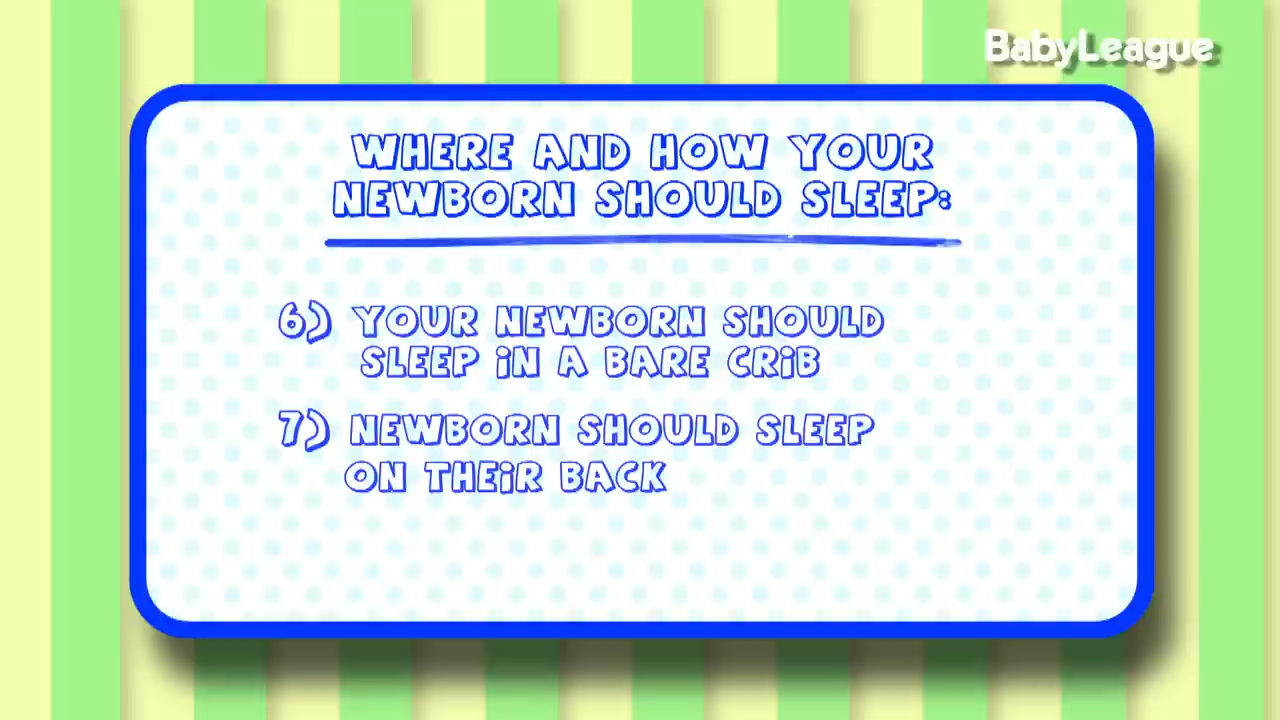 BabyLeague
WHERE AND HOW YOUR
NEWBORN SHOULD SLEEP:
6) YOUR NEWBORN SHOULD
SLEEP iN A BARE CRiB
7) NEWBORN SHOULD SLEEP
ON THEiR BACK